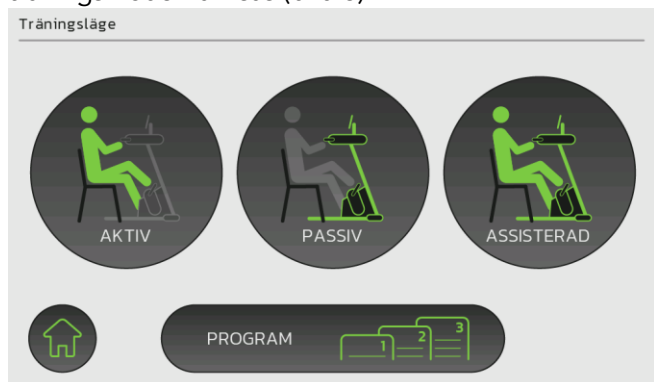 Träningsläge
AKTIV
PASSIV
ASSISTERAD
PROGRAM
1 2 3